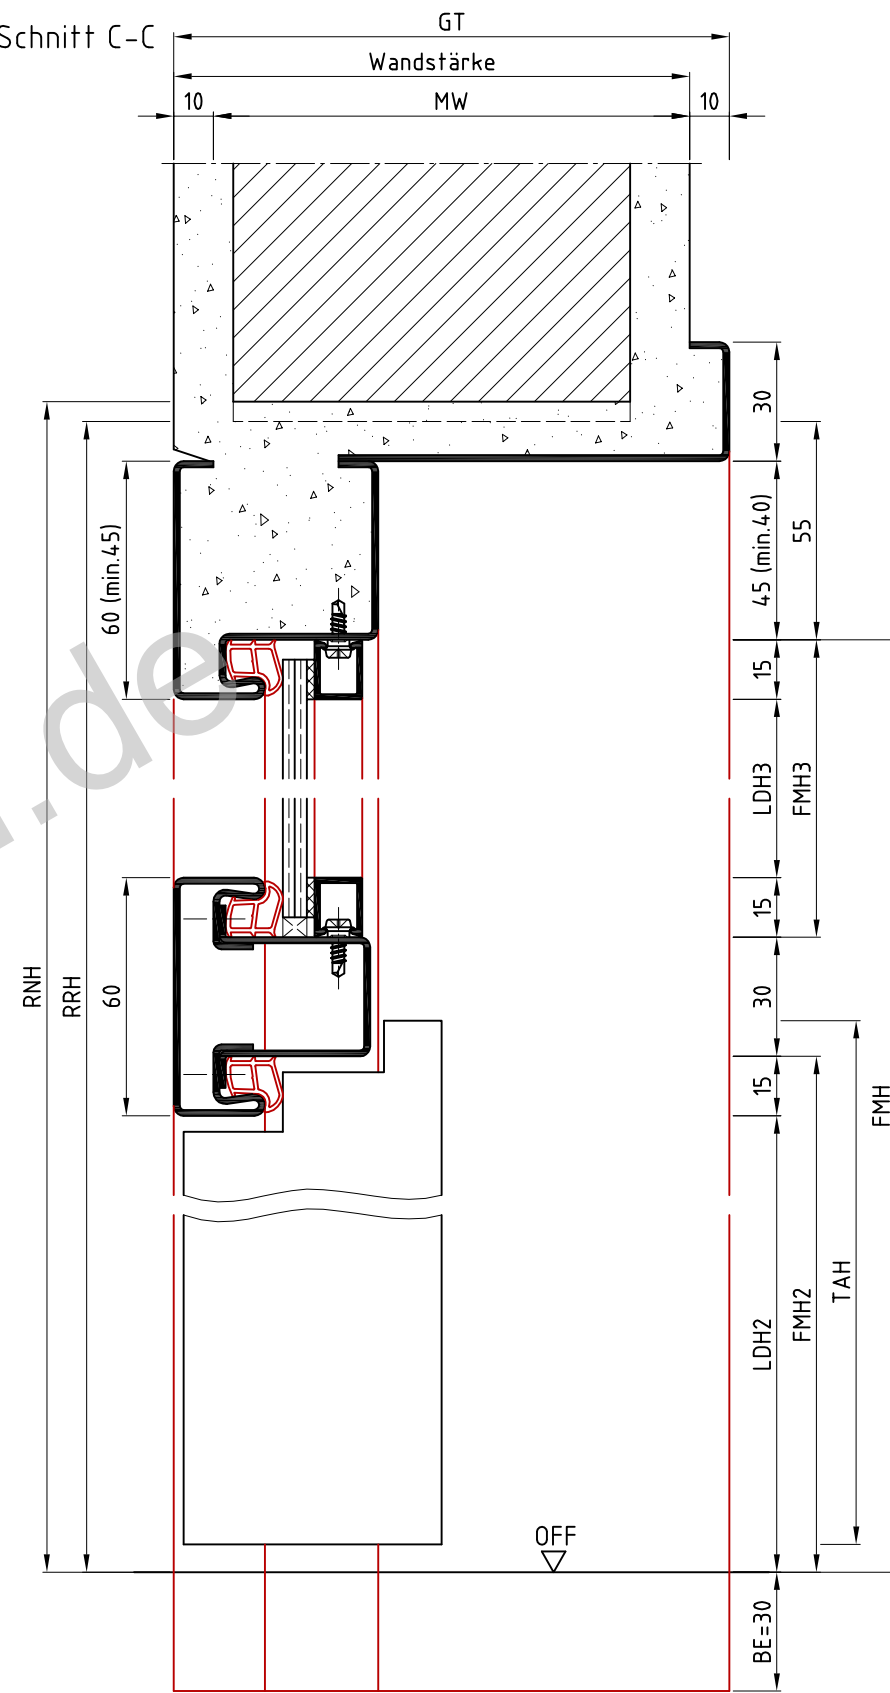 Schnitt C-C
GT
Wandstärke
10
MW
10
30
55
45 (min.40)
60 (min.45)
15
LDH3
FMH3
15
RNH
RRH
60
30
15
FMH
TAH
LDH2
FMH2
OFF
BE=30
.de